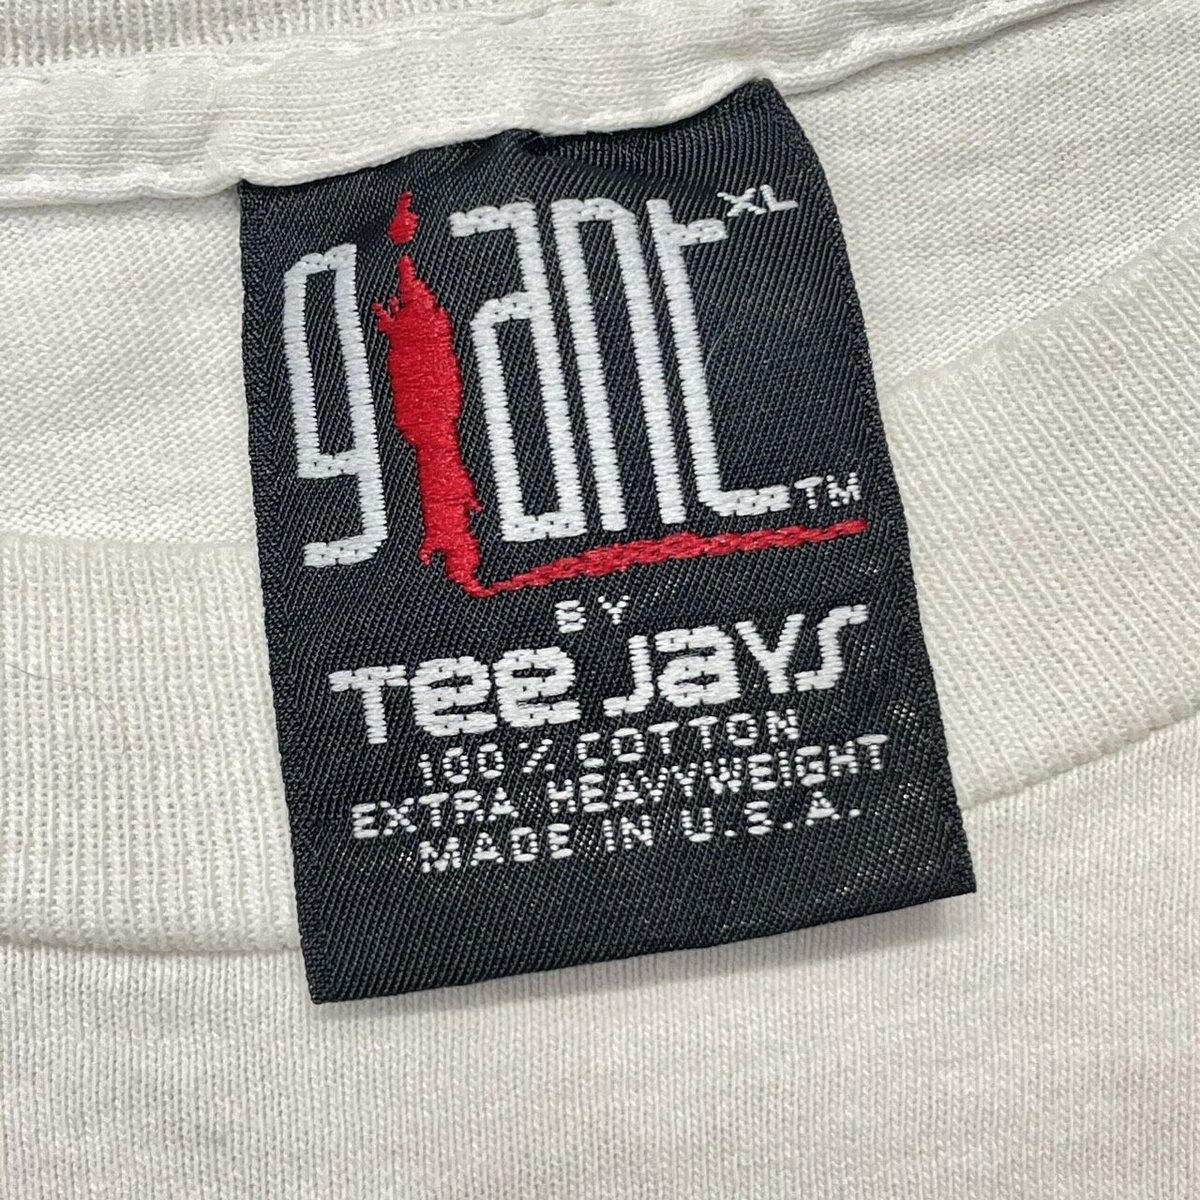 giant XL
TM
BY
Tee Jays
100% COTTON
EXTRA HEAVYWEIGHT
MADE IN U.S.A.